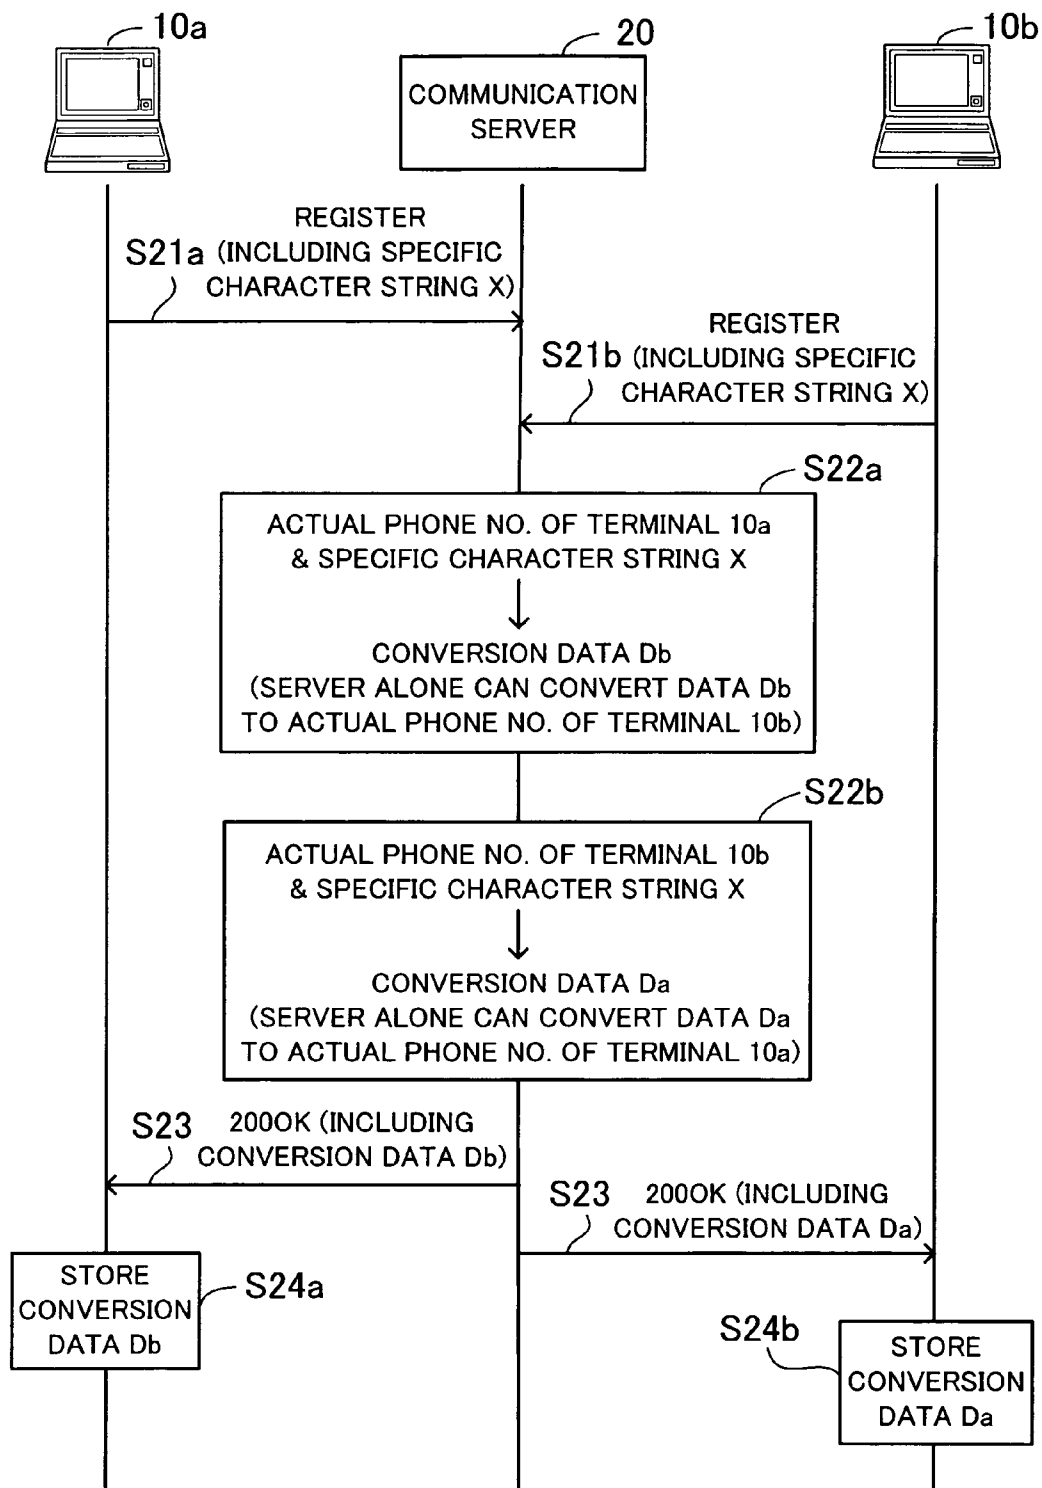 10a
20
10b
COMMUNICATION
SERVER
REGISTER
S21a (INCLUDING SPECIFIC
CHARACTER STRING X)
REGISTER
S21b (INCLUDING SPECIFIC
CHARACTER STRING X)
S22a
ACTUAL PHONE NO. OF TERMINAL 10a
& SPECIFIC CHARACTER STRING X
CONVERSION DATA Db
(SERVER ALONE CAN CONVERT DATA Db
TO ACTUAL PHONE NO. OF TERMINAL 10b)
S22b
ACTUAL PHONE NO. OF TERMINAL 10b
& SPECIFIC CHARACTER STRING X
CONVERSION DATA Da
(SERVER ALONE CAN CONVERT DATA Da
TO ACTUAL PHONE NO. OF TERMINAL 10a)
S23 200OK (INCLUDING
CONVERSION DATA Db)
S23 200OK (INCLUDING
CONVERSION DATA Da)
STORE
CONVERSION
DATA Db
S24a
S24b
STORE
CONVERSION
DATA Da